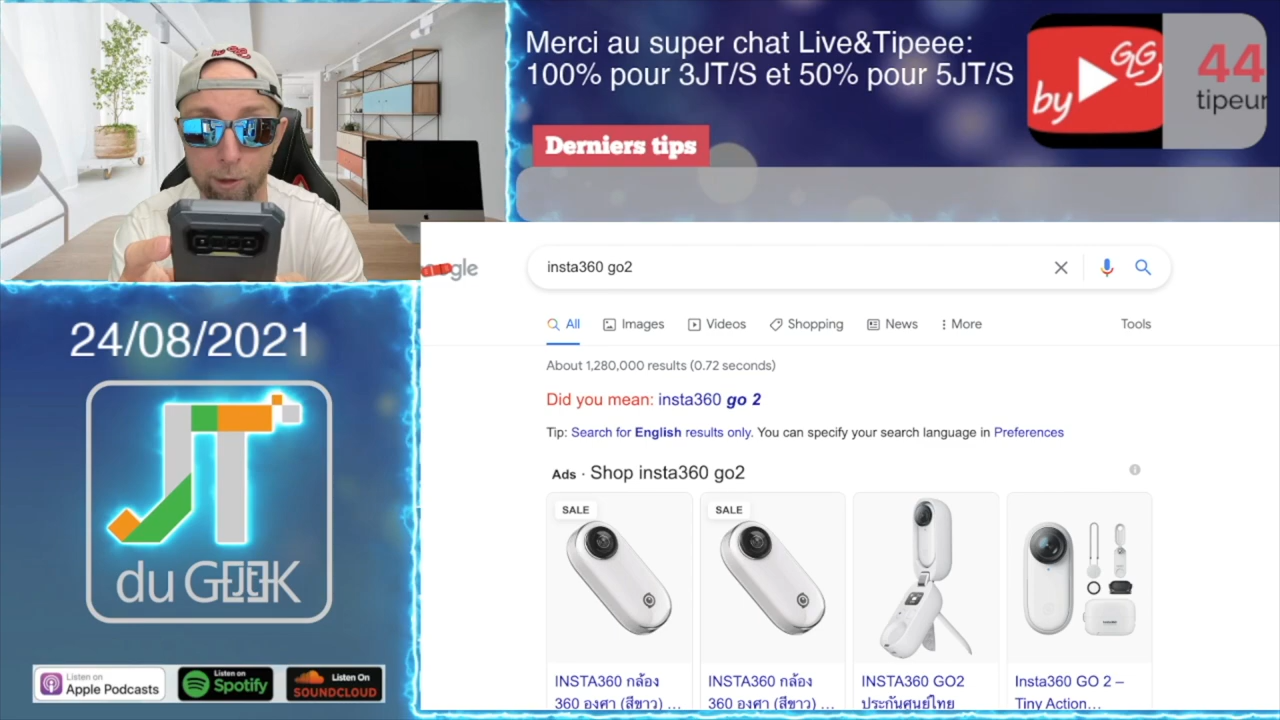 Merci au super chat Live&Tipeee:
100% pour 3JT/S et 50% pour 5JT/S
by GLG
44
tipeur
Derniers tips
insta360 go2
All
Images
Videos
Shopping
News
More
Tools
About 1,280,000 results (0.72 seconds)
Did you mean: insta360 go 2
Tip: Search for English results only. You can specify your search language in Preferences
Ads · Shop insta360 go2
SALE
SALE
INSTA360 กล้อง
360 องศา (สีขาว) ...
INSTA360 กล้อง
360 องศา (สีขาว) ...
INSTA360 GO2
ประกันศูนย์ไทย
Insta360 GO 2 –
Tiny Action…
24/08/2021
JT
du GEEK
Listen on
Apple Podcasts
Listen on
Spotify
Listen On
SOUNDCLOUD